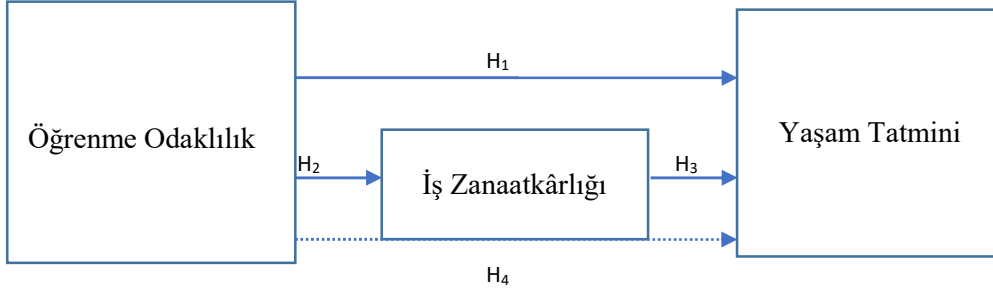 H₁
Öğrenme Odaklılık
Yaşam Tatmini
H₂
İş Zanaatkârlığı
H₃
H₄